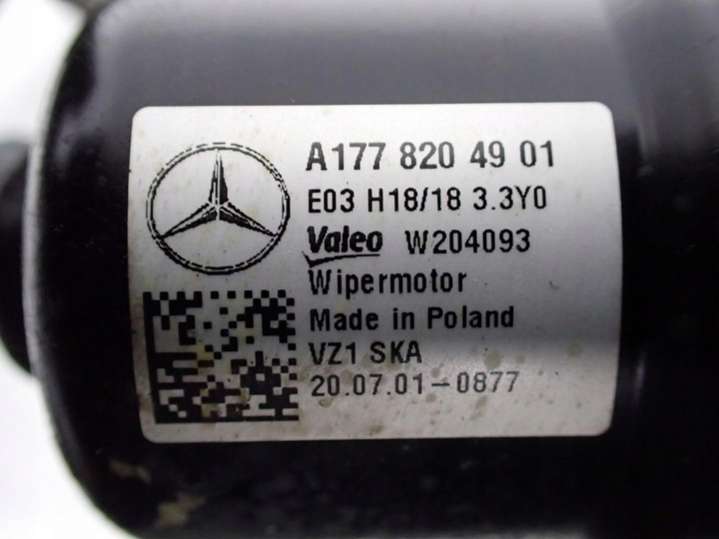 A177 820 49 01
E03 H18/18 3.3Y0
Valeo W204093
Wipermotor
Made in Poland
VZ1 SKA
20.07.01-0877